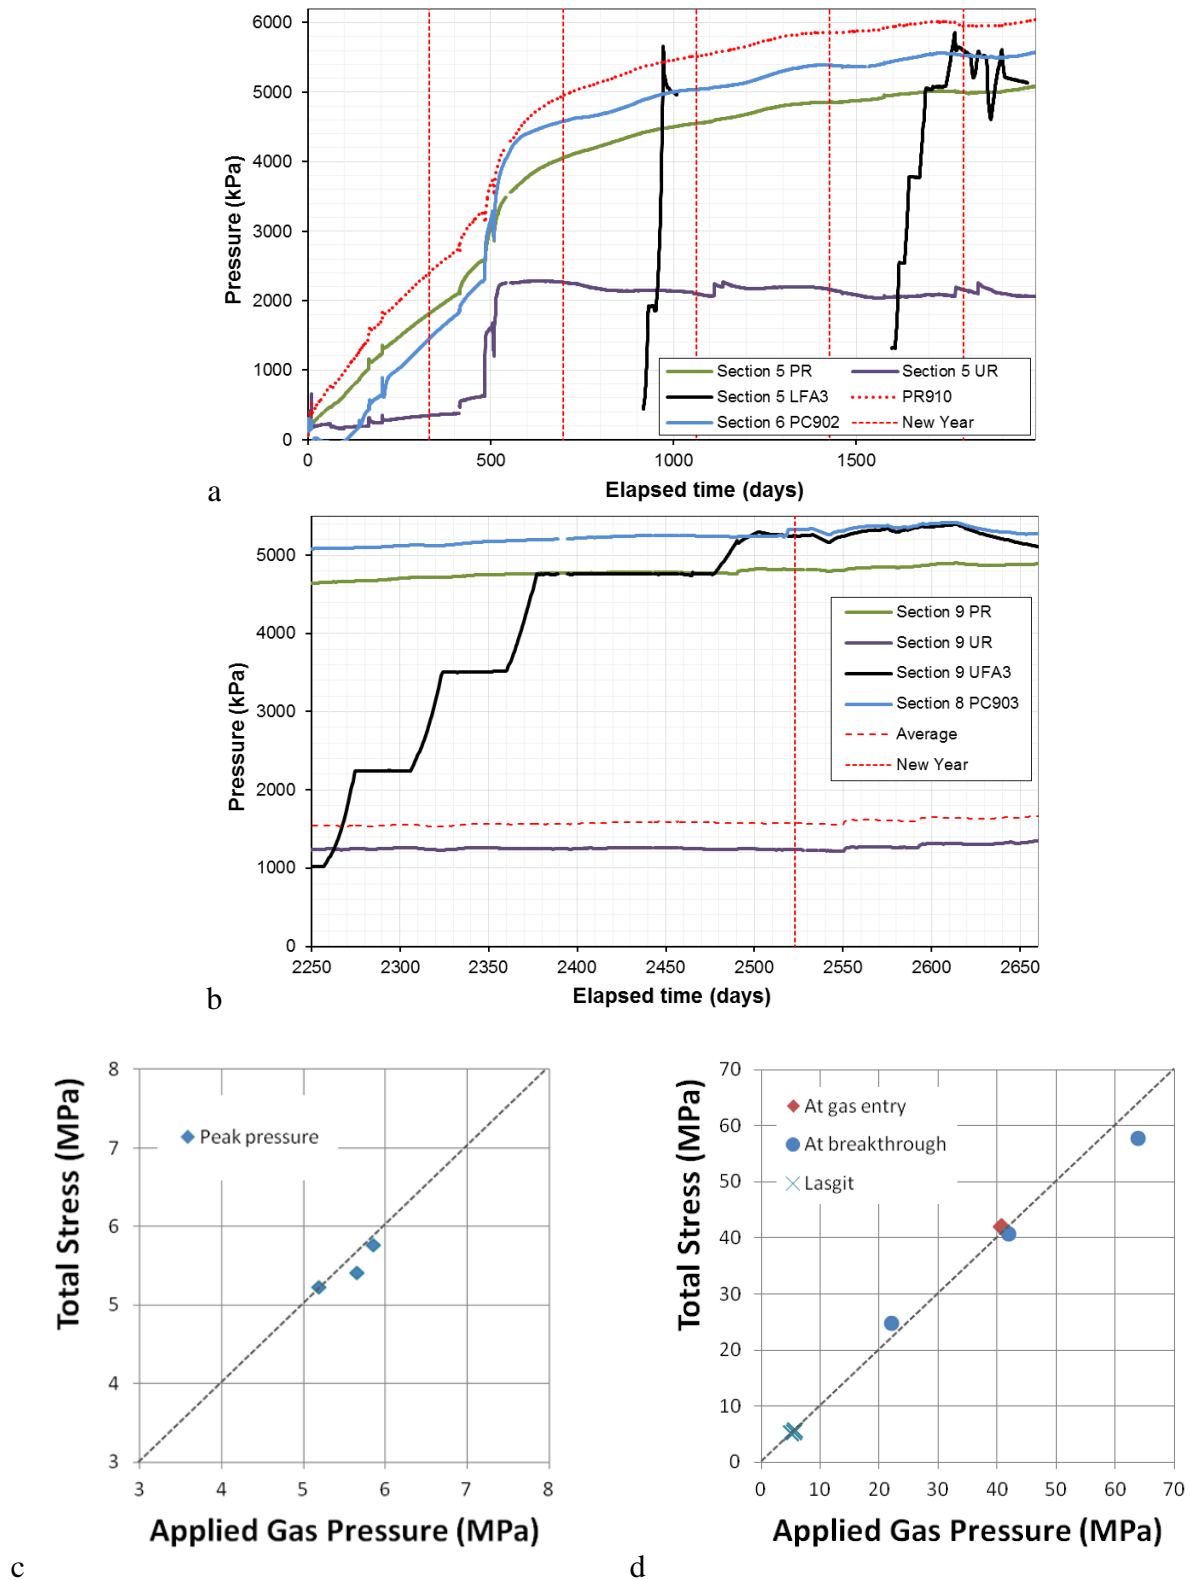 6000
5000
4000
3000
2000
1000
0
Pressure (kPa)
Section 5 PR
Section 5 UR
Section 5 LFA3
PR910
Section 6 PC902
New Year
0
500
1000
1500
Elapsed time (days)
a
5000
4000
3000
2000
1000
0
Pressure (kPa)
Section 9 PR
Section 9 UR
Section 9 UFA3
Section 8 PC903
Average
New Year
2250 2300 2350 2400 2450 2500 2550 2600 2650
Elapsed time (days)
b
8
7
6
5
4
3
Total Stress (MPa)
Peak pressure
3 4 5 6 7 8
Applied Gas Pressure (MPa)
c
70
60
50
40
30
20
10
0
Total Stress (MPa)
At gas entry
At breakthrough
Lasgit
0 10 20 30 40 50 60 70
Applied Gas Pressure (MPa)
d